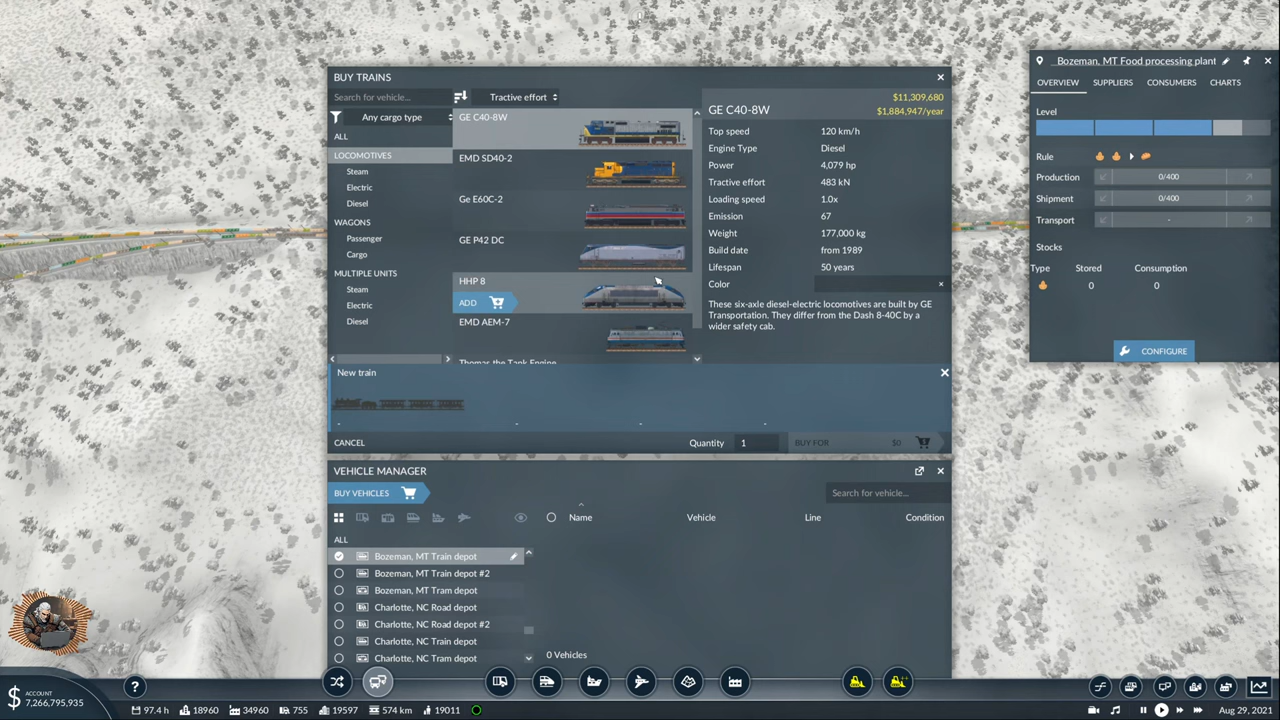 BUY TRAINS
Search for vehicle...
Tractive effort
Any cargo type
ALL
LOCOMOTIVES
Steam
Electric
Diesel
WAGONS
Passenger
Cargo
MULTIPLE UNITS
Steam
Electric
Diesel
GE C40-8W
EMD SD40-2
Ge E60C-2
GE P42 DC
HHP 8
ADD
EMD AEM-7
Thomas the Tank Engine
$11,309,680
GE C40-8W
$1,884,947/year
Top speed 120 km/h
Engine Type Diesel
Power 4,079 hp
Tractive effort 483 kN
Loading speed 1.0x
Emission 67
Weight 177,000 kg
Build date from 1989
Lifespan 50 years
Color
These six-axle diesel-electric locomotives are built by GE
Transportation. They differ from the Dash 8-40C by a
wider safety cab.
New train
- - - -
CANCEL
Quantity 1
BUY FOR $0
VEHICLE MANAGER
BUY VEHICLES
Search for vehicle...
Name Vehicle Line Condition
ALL
Bozeman, MT Train depot
Bozeman, MT Train depot #2
Bozeman, MT Tram depot
Charlotte, NC Road depot
Charlotte, NC Road depot #2
Charlotte, NC Train depot
Charlotte, NC Tram depot
0 Vehicles
Bozeman, MT Food processing plant
OVERVIEW SUPPLIERS CONSUMERS CHARTS
Level
Rule
Production 0/400
Shipment 0/400
Transport -
Stocks
Type Stored Consumption
0 0
CONFIGURE
$ ACCOUNT
7,266,795,935
?
97.4 h 18960 34960 755 19597 574 km 19011
Aug 29, 2021